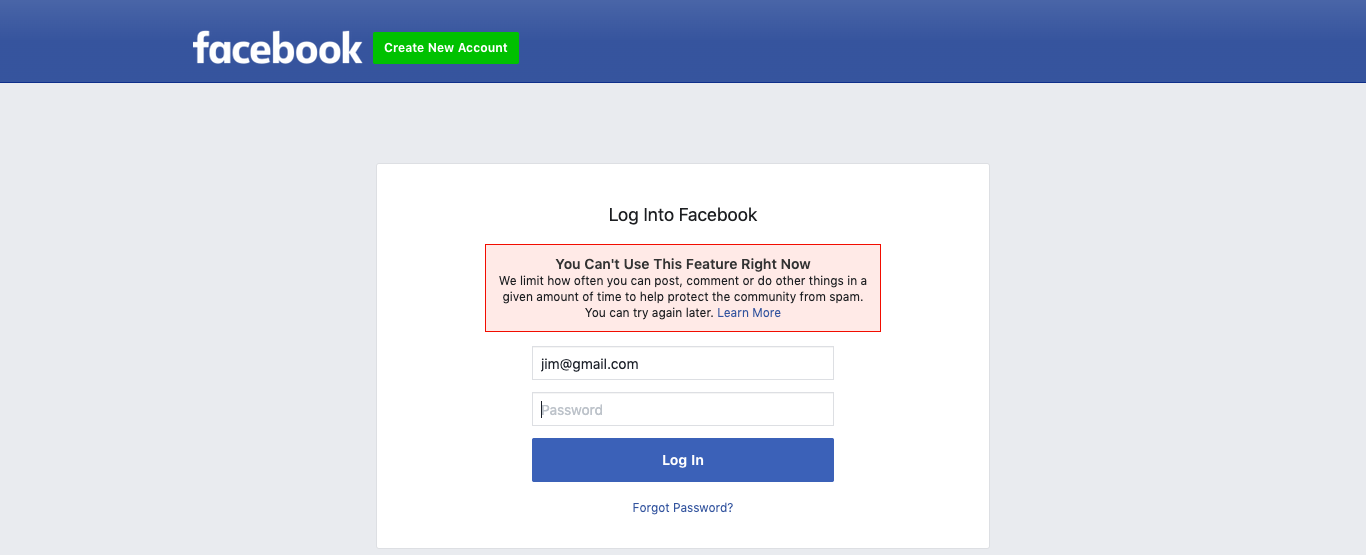 facebook Create New Account
Log Into Facebook
You Can't Use This Feature Right Now
We limit how often you can post, comment or do other things in a
given amount of time to help protect the community from spam.
You can try again later. Learn More
jim@gmail.com
Password
Log In
Forgot Password?